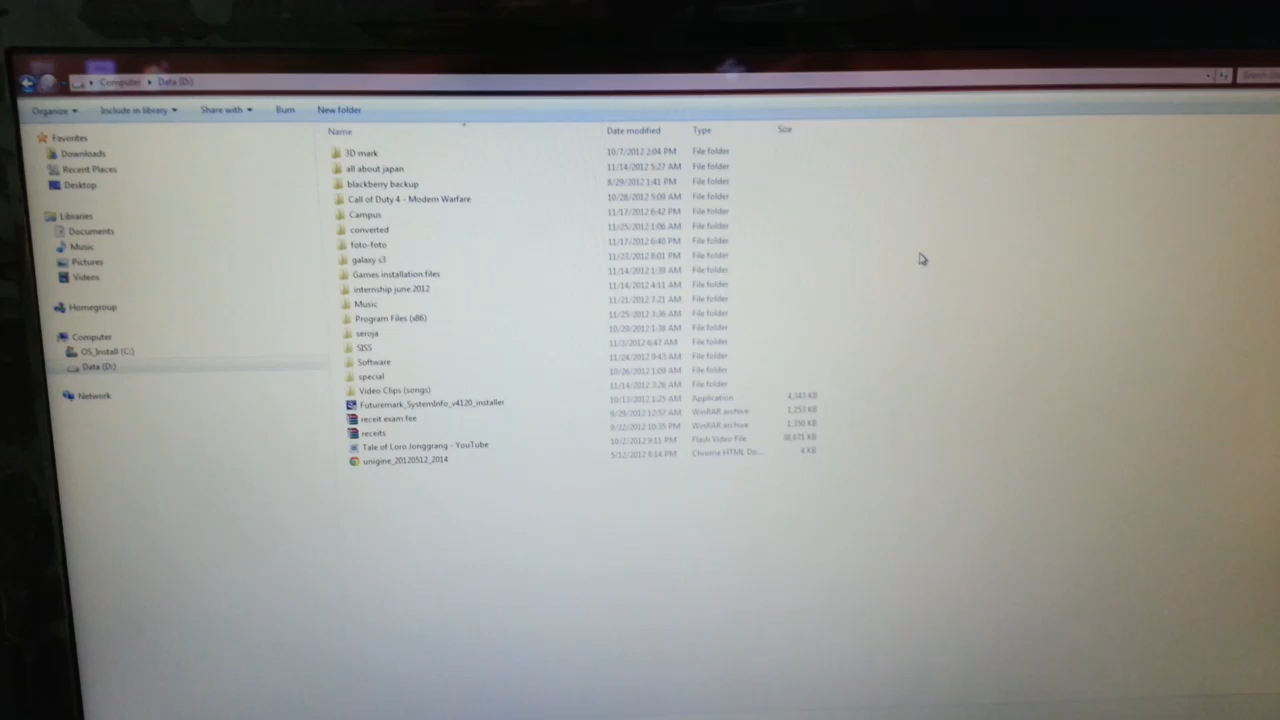 Computer ▸ Data (D:)
Organize Include in library Share with Burn New folder
Favorites
Downloads
Recent Places
Desktop
Libraries
Documents
Music
Pictures
Videos
Homegroup
Computer
OS_Install (C:)
Data (D:)
Network
Name Date modified Type Size
3D mark 10/7/2012 2:04 PM File folder
all about japan 11/14/2012 5:27 AM File folder
blackberry backup 8/29/2012 1:41 PM File folder
Call of Duty 4 - Modern Warfare 10/28/2012 5:09 AM File folder
Campus 11/17/2012 6:42 PM File folder
converted 11/25/2012 1:06 AM File folder
foto-foto 11/17/2012 6:40 PM File folder
galaxy s3 11/23/2012 8:01 PM File folder
Games installation files 11/14/2012 1:39 AM File folder
internship june 2012 11/14/2012 4:11 AM File folder
Music 11/21/2012 7:21 AM File folder
Program Files (x86) 11/25/2012 3:36 AM File folder
seroja 10/29/2012 1:38 AM File folder
SISS 11/3/2012 6:47 AM File folder
Software 11/24/2012 9:43 AM File folder
special 10/26/2012 1:09 AM File folder
Video Clips (songs) 11/14/2012 3:26 AM File folder
Futuremark_SystemInfo_v4120_installer 10/13/2012 1:25 AM Application 4,343 KB
receit exam fee 9/29/2012 12:57 AM WinRAR archive 1,253 KB
receits 9/22/2012 10:35 PM WinRAR archive 1,350 KB
Tale of Loro Jonggrang - YouTube 10/2/2012 9:11 PM Flash Video File
unigine_20120512_2014 5/12/2012 8:14 PM Chrome HTML Do... 4 KB